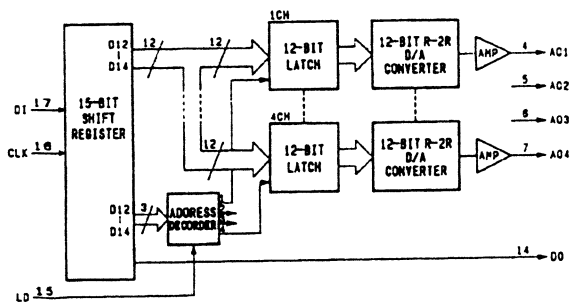 1CH
D12
D14
12
12
12-BIT
LATCH
12-BIT R-2R
D/A
CONVERTER
AMP
4
AC1
5
AC2
6
AO3
15-BIT
SHIFT
REGISTER
DI 17
CLK 16
4CH
12
12-BIT
LATCH
12-BIT R-2R
D/A
CONVERTER
AMP
7
AO4
D12
D14
3
ADDRESS
DECORDER
14
DO
LD 15